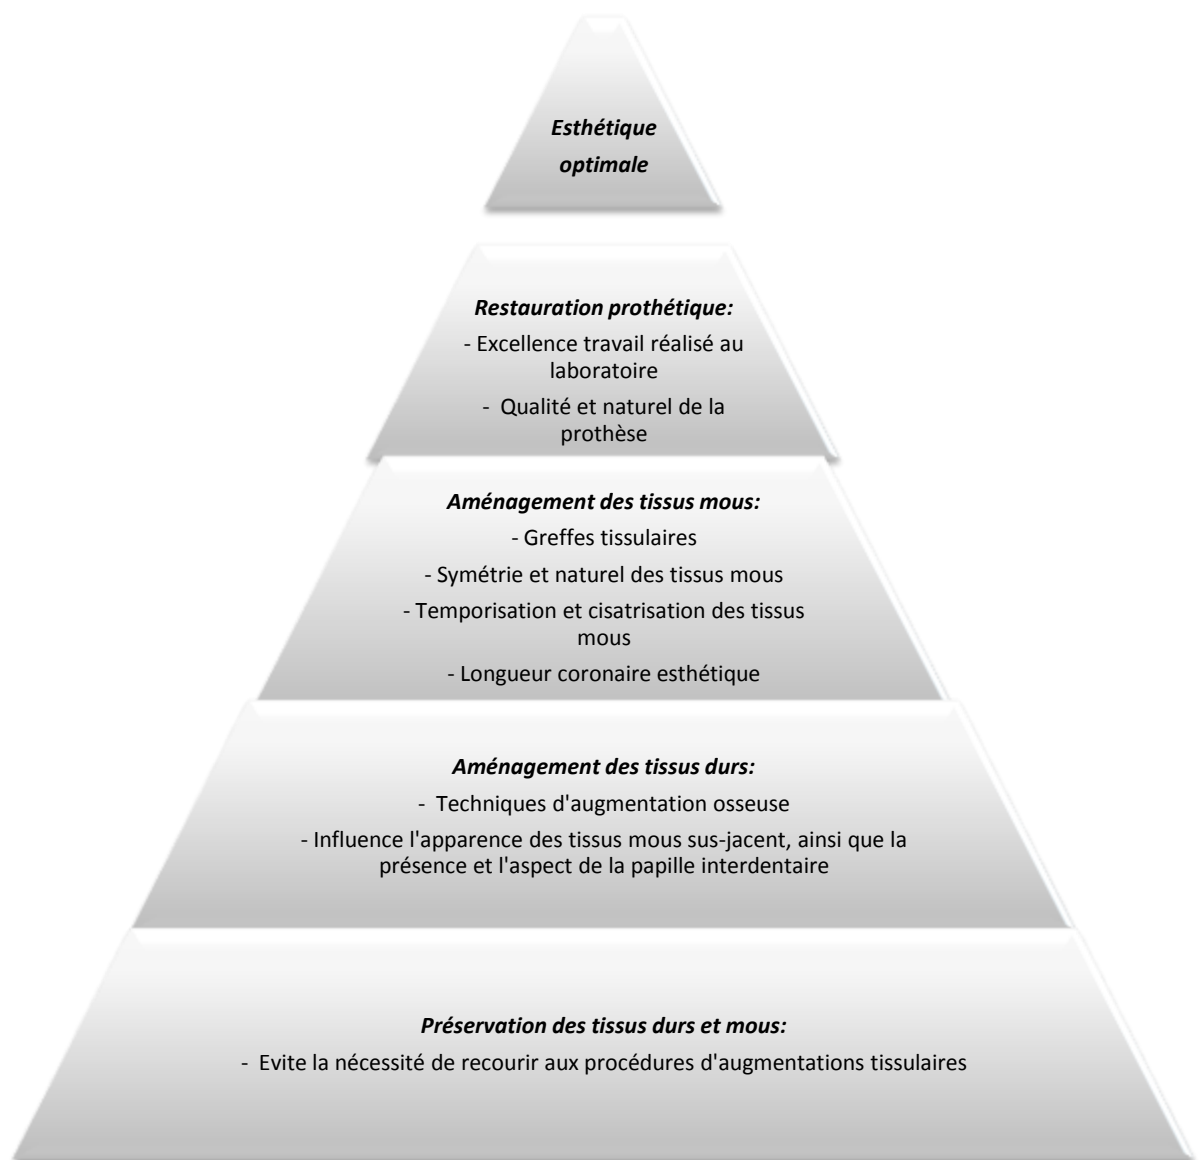 Esthétique
optimale
Restauration prothétique:
- Excellence travail réalisé au
laboratoire
- Qualité et naturel de la
prothèse
Aménagement des tissus mous:
- Greffes tissulaires
- Symétrie et naturel des tissus mous
- Temporisation et cisatrisation des tissus
mous
- Longueur coronaire esthétique
Aménagement des tissus durs:
- Techniques d'augmentation osseuse
- Influence l'apparence des tissus mous sus-jacent, ainsi que la
présence et l'aspect de la papille interdentaire
Préservation des tissus durs et mous:
- Evite la nécessité de recourir aux procédures d'augmentations tissulaires